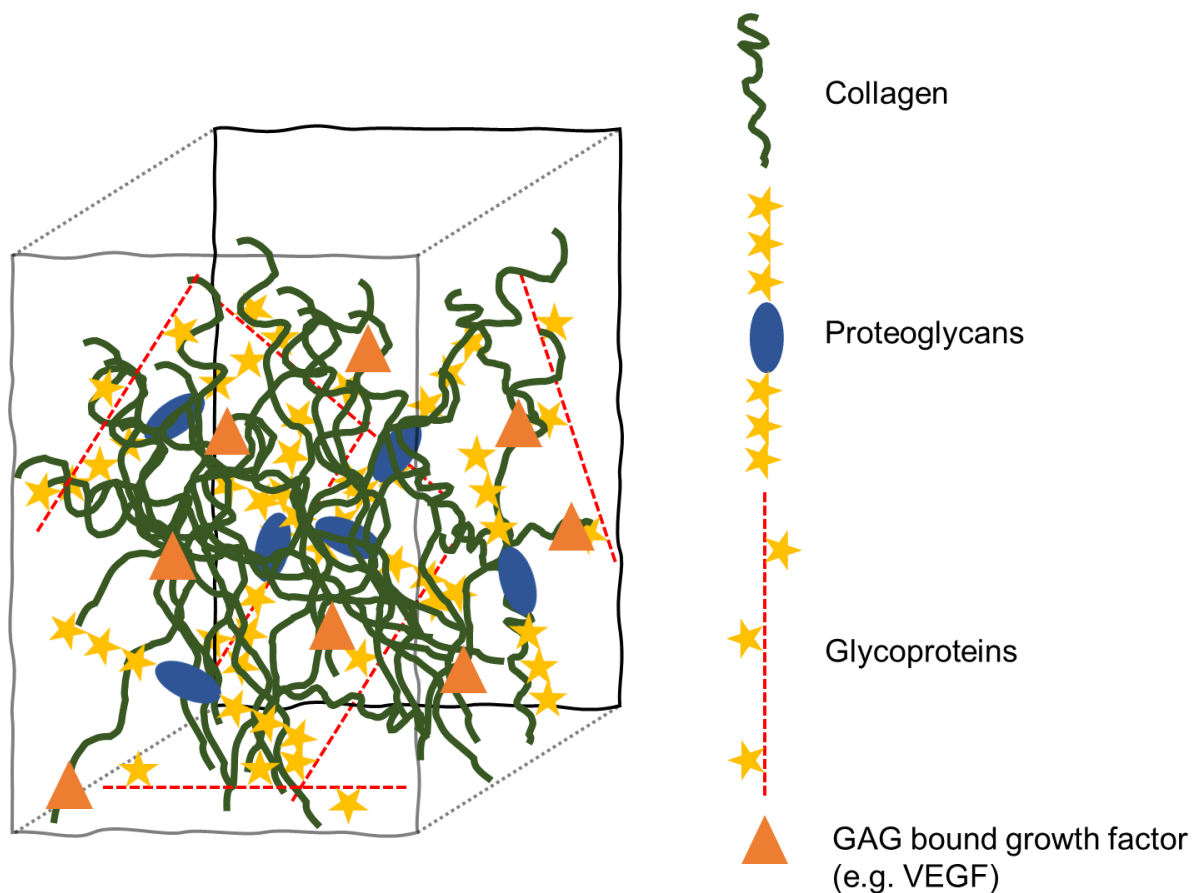 Collagen
Proteoglycans
Glycoproteins
GAG bound growth factor
(e.g. VEGF)